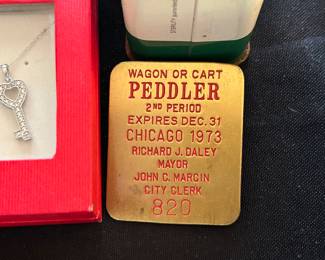 WAGON OR CART
PEDDLER
2ND PERIOD
EXPIRES DEC. 31
CHICAGO 1973
RICHARD J. DALEY
MAYOR
JOHN C. MARCIN
CITY CLERK
820